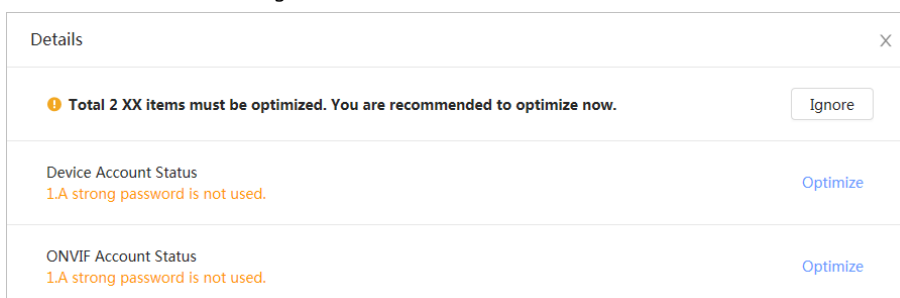 Details
Total 2 XX items must be optimized. You are recommended to optimize now.
Ignore
Device Account Status
1.A strong password is not used.
Optimize
ONVIF Account Status
1.A strong password is not used.
Optimize